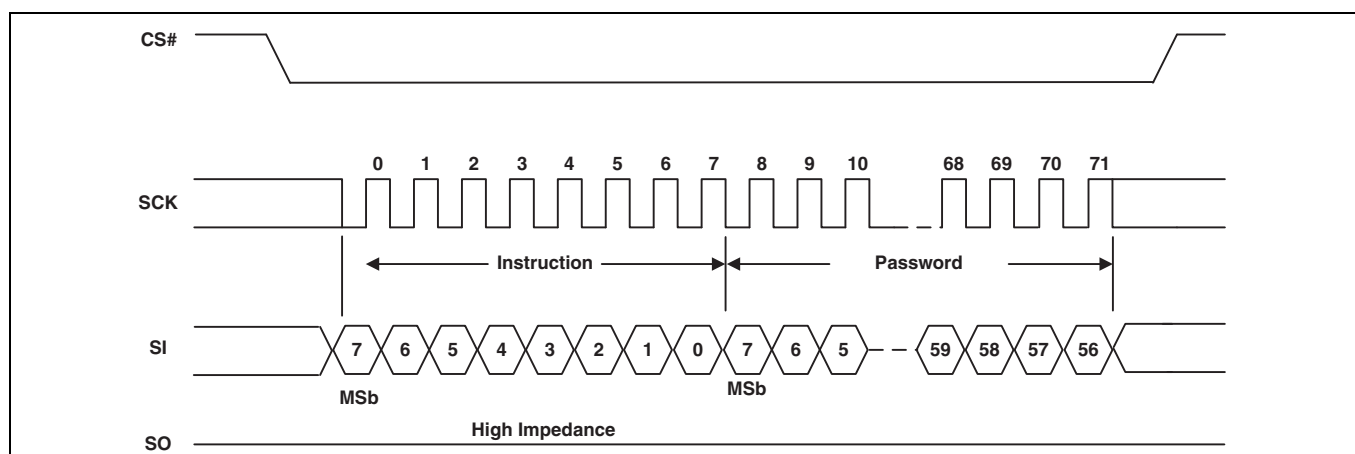 CS#
0 1 2 3 4 5 6 7 8 9 10 68 69 70 71
SCK
Instruction Password
SI 7 6 5 4 3 2 1 0 7 6 5 59 58 57 56
MSb MSb
High Impedance
SO